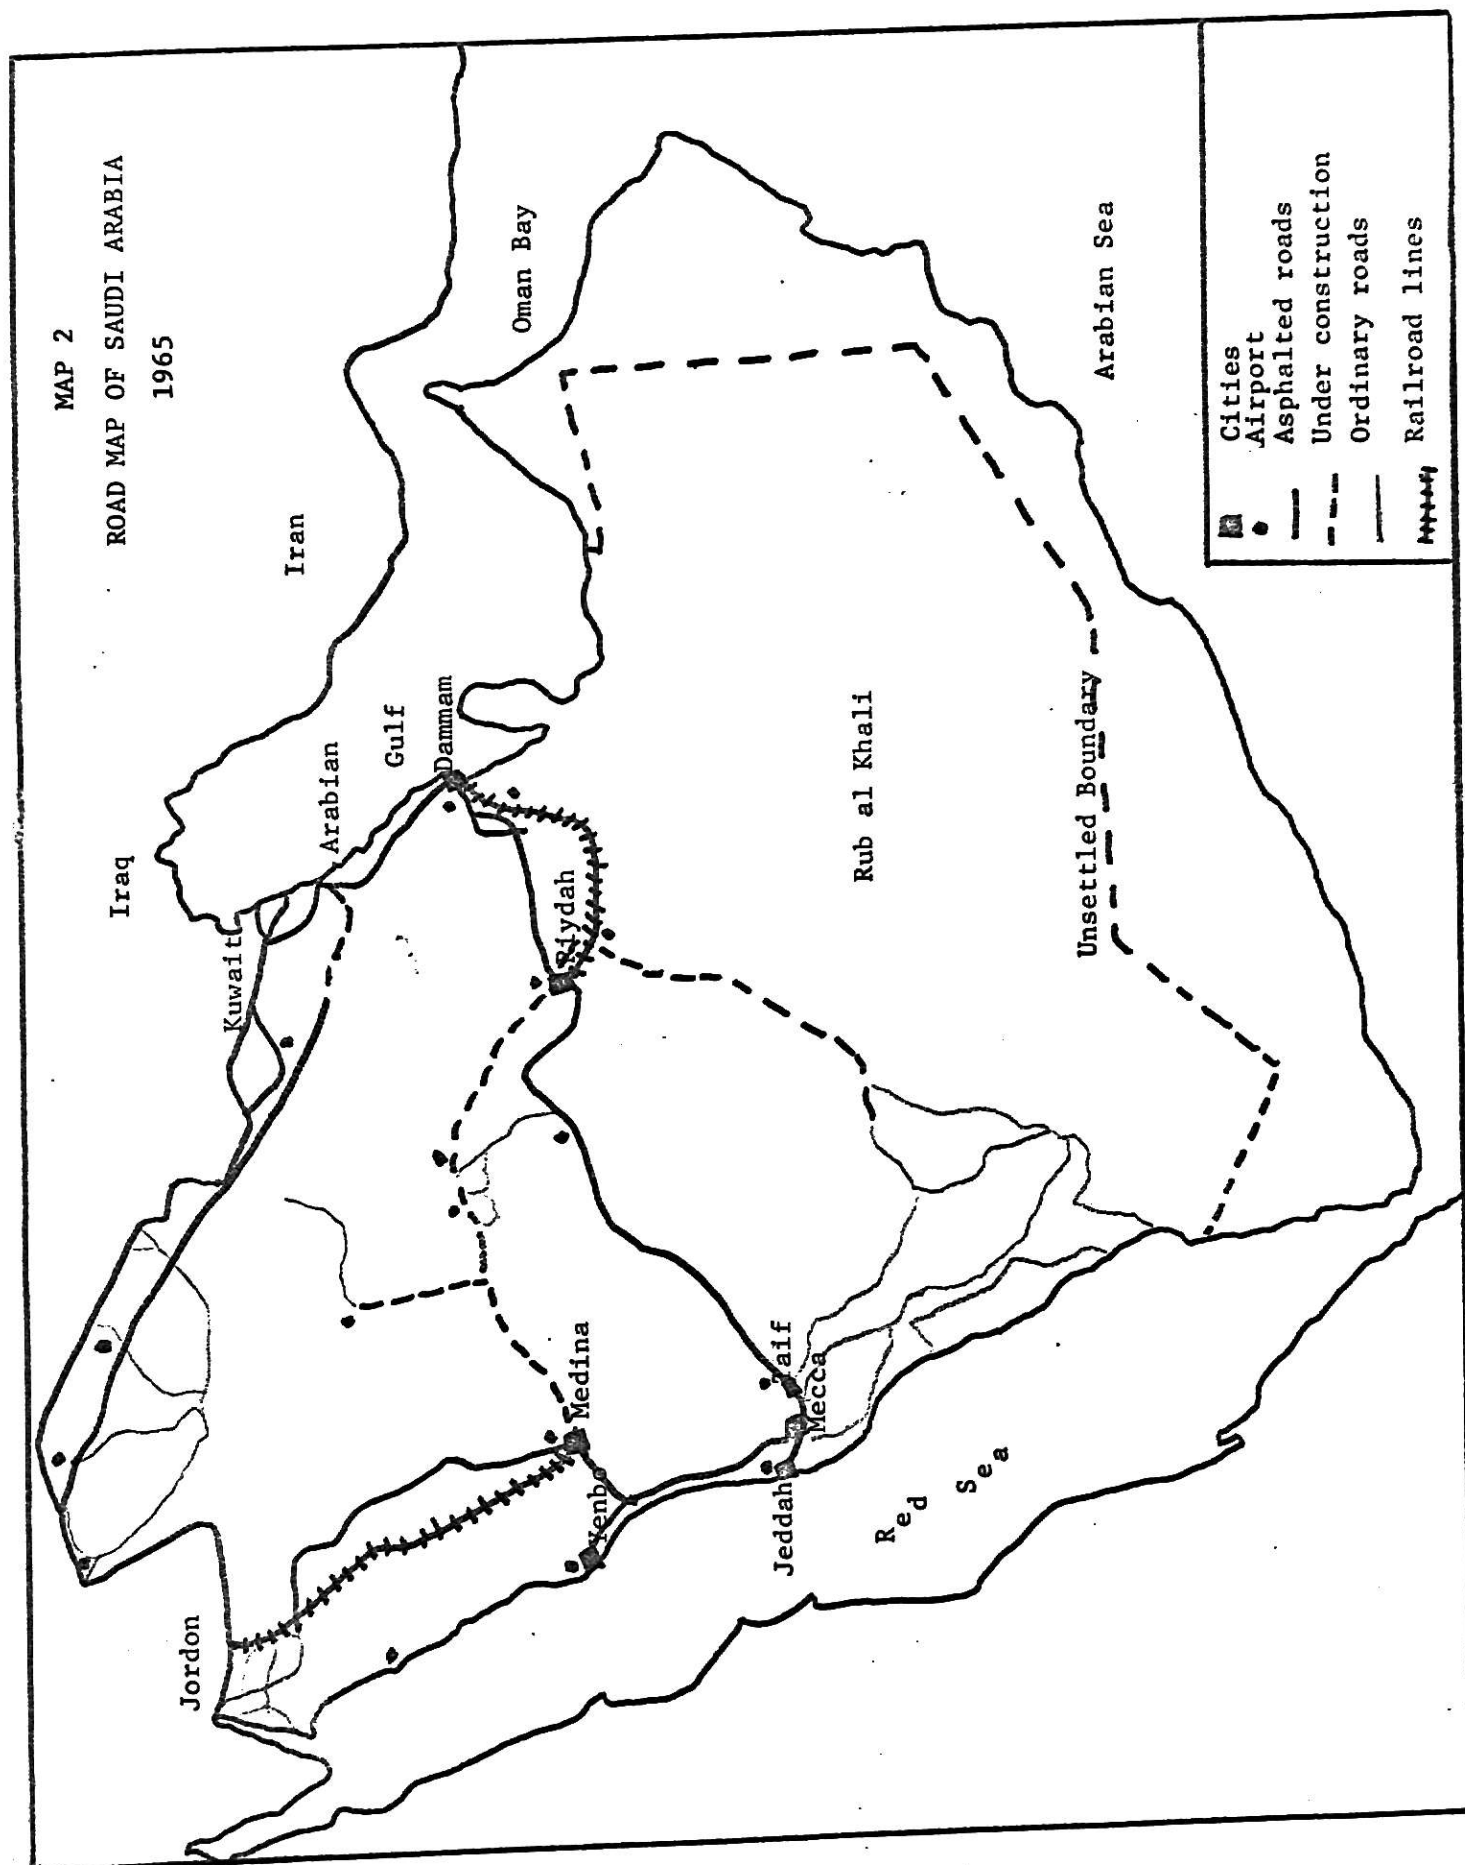 MAP 2
ROAD MAP OF SAUDI ARABIA
1965
Iraq
Iran
Jordon
Kuwait
Arabian
Gulf
Dammam
Oman Bay
Riydah
Medina
Yenbo
Rub al Khali
Taif
Mecca
Jeddah
Red Sea
Unsettled Boundary
Arabian Sea
Cities
Airport
Asphalted roads
Under construction
Ordinary roads
Railroad lines